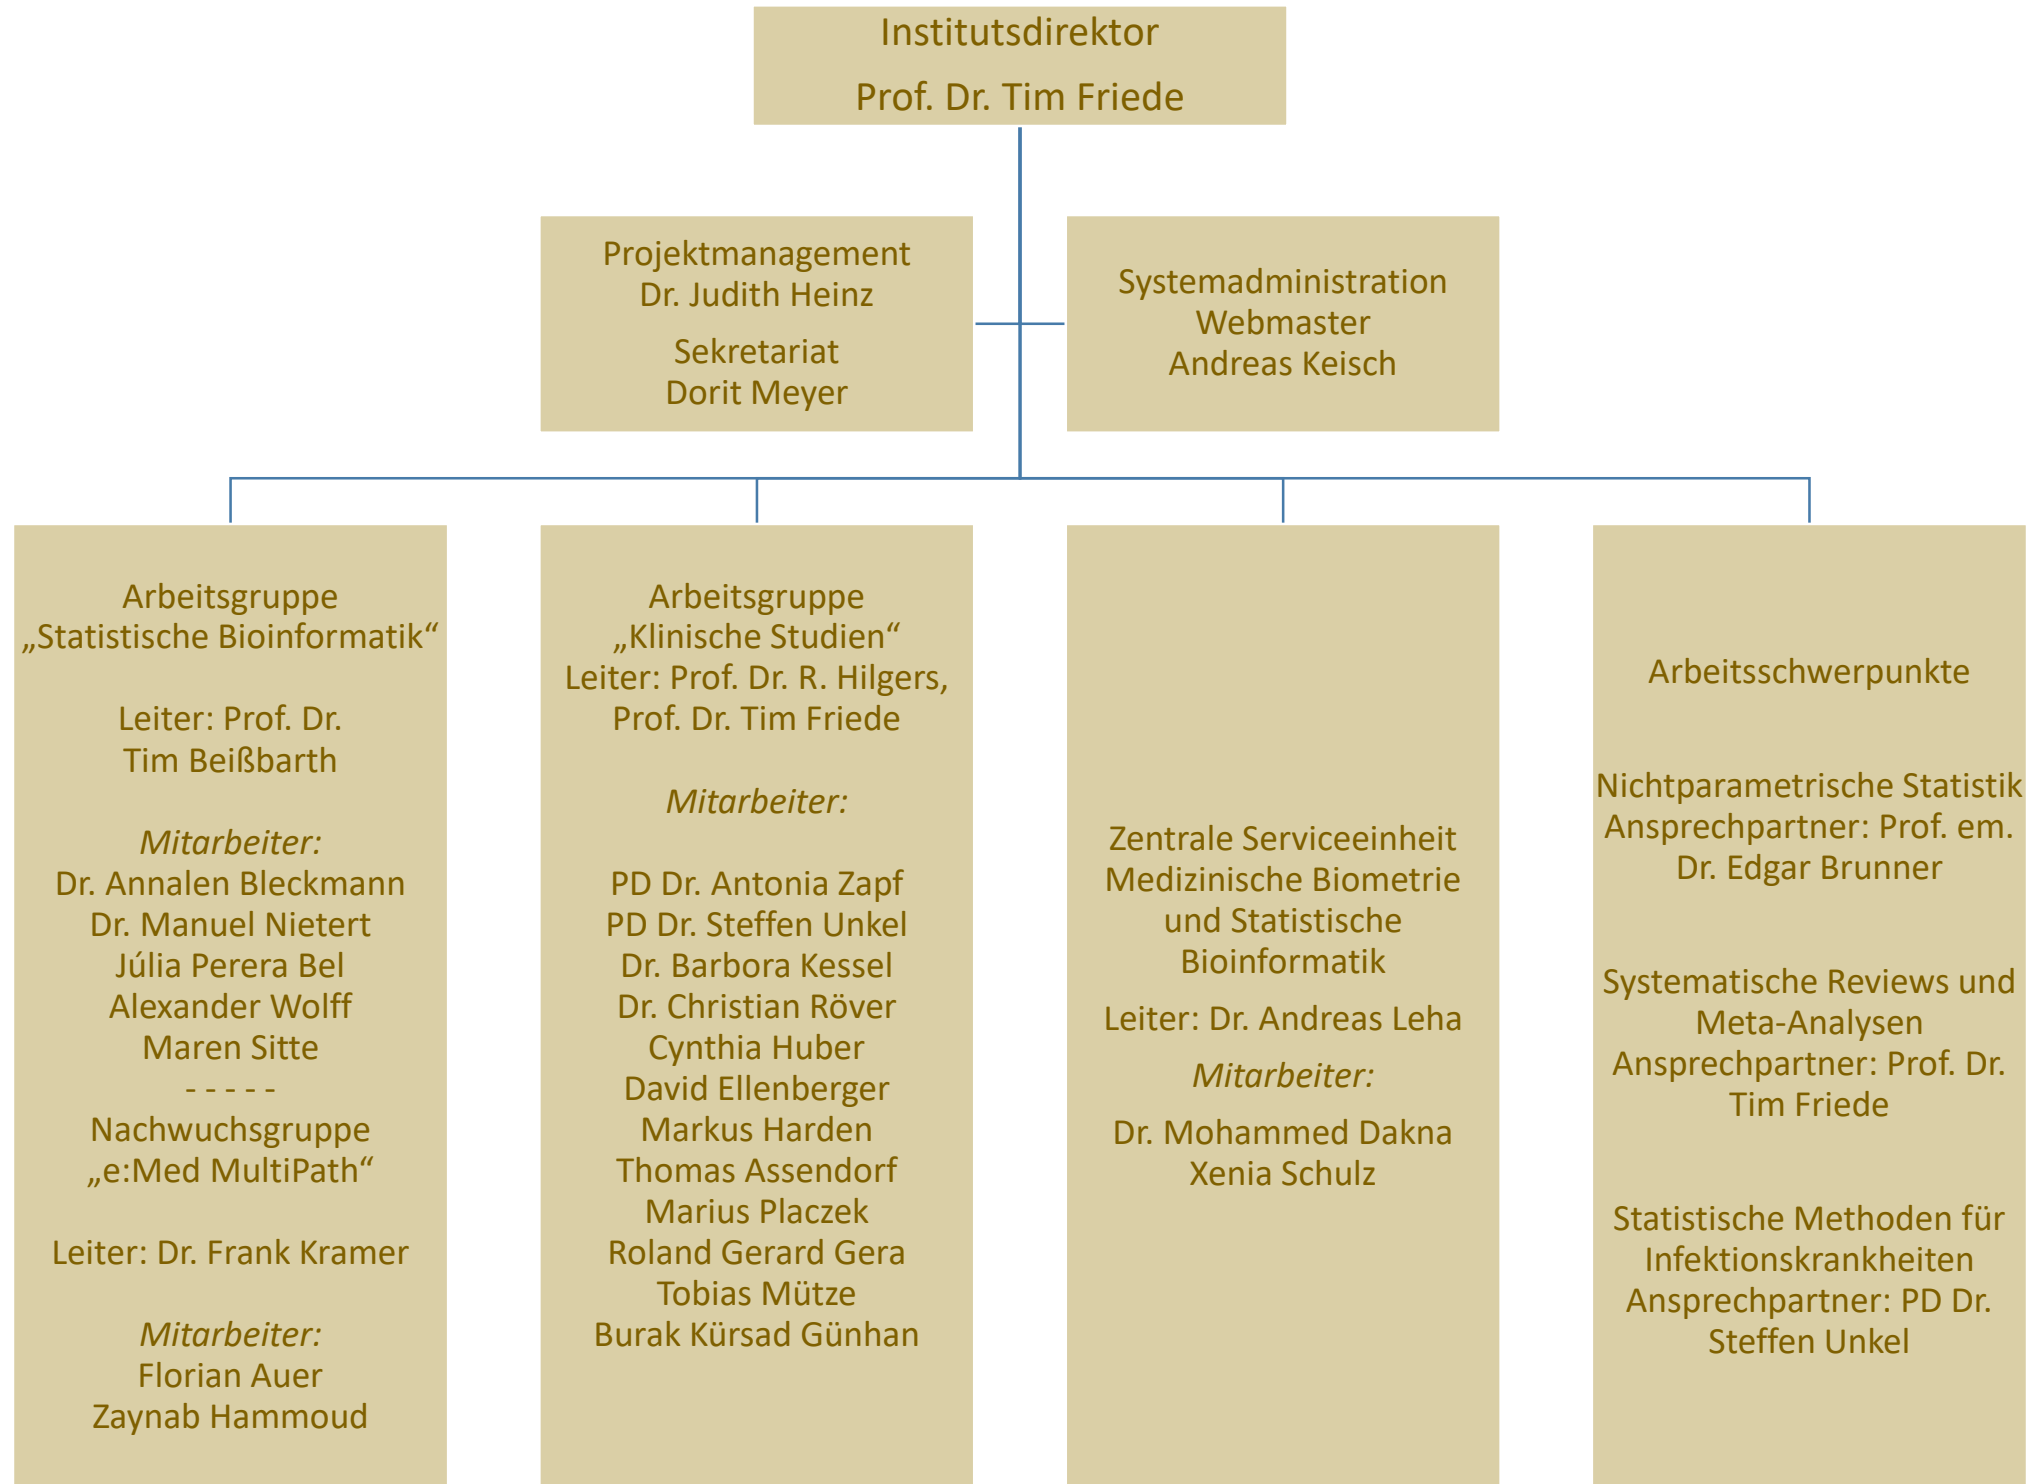 Institutsdirektor
Prof. Dr. Tim Friede
Projektmanagement
Dr. Judith Heinz
Sekretariat
Dorit Meyer
Systemadministration
Webmaster
Andreas Keisch
Arbeitsgruppe
„Statistische Bioinformatik“
Leiter: Prof. Dr.
Tim Beißbarth
Mitarbeiter:
Dr. Annalen Bleckmann
Dr. Manuel Nietert
Júlia Perera Bel
Alexander Wolff
Maren Sitte
- - - - -
Nachwuchsgruppe
„e:Med MultiPath“
Leiter: Dr. Frank Kramer
Mitarbeiter:
Florian Auer
Zaynab Hammoud
Arbeitsgruppe
„Klinische Studien“
Leiter: Prof. Dr. R. Hilgers,
Prof. Dr. Tim Friede
Mitarbeiter:
PD Dr. Antonia Zapf
PD Dr. Steffen Unkel
Dr. Barbora Kessel
Dr. Christian Röver
Cynthia Huber
David Ellenberger
Markus Harden
Thomas Assendorf
Marius Placzek
Roland Gerard Gera
Tobias Mütze
Burak Kürsad Günhan
Zentrale Serviceeinheit
Medizinische Biometrie
und Statistische
Bioinformatik
Leiter: Dr. Andreas Leha
Mitarbeiter:
Dr. Mohammed Dakna
Xenia Schulz
Arbeitsschwerpunkte
Nichtparametrische Statistik
Ansprechpartner: Prof. em.
Dr. Edgar Brunner
Systematische Reviews und
Meta-Analysen
Ansprechpartner: Prof. Dr.
Tim Friede
Statistische Methoden für
Infektionskrankheiten
Ansprechpartner: PD Dr.
Steffen Unkel